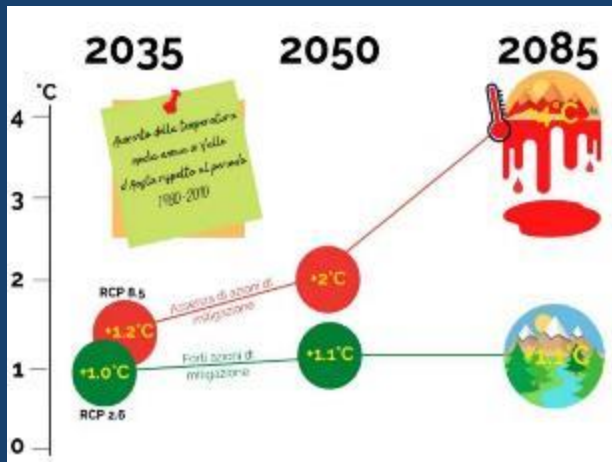 2035 2050 2085
°C
4
3
2
1
0
Aumento della temperatura
media annua in Valle
d'Aosta rispetto al periodo
1980-2010
RCP 8.5
+1.2°C
Assenza di azioni di
mitigazione
+2°C
+1.0°C
RCP 2.6
Forti azioni di
mitigazione
+1.1°C
+1.1°C